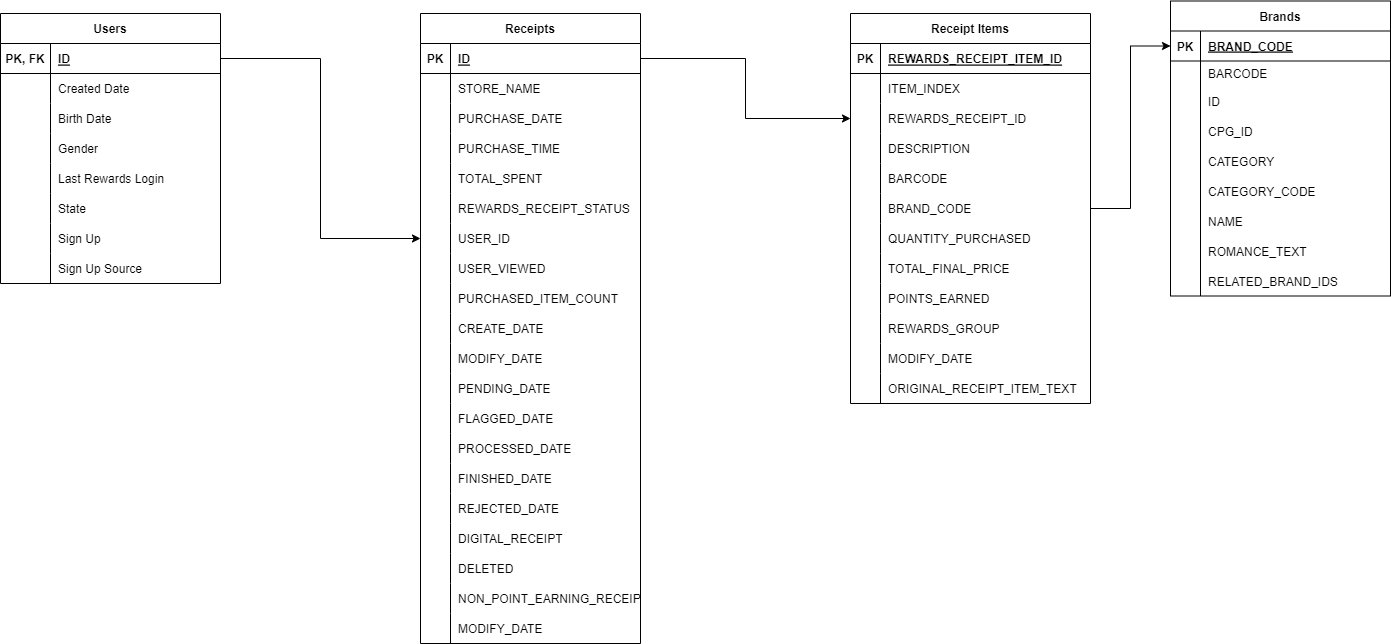 Users
PK, FK ID
Created Date
Birth Date
Gender
Last Rewards Login
State
Sign Up
Sign Up Source
Receipts
PK ID
STORE_NAME
PURCHASE_DATE
PURCHASE_TIME
TOTAL_SPENT
REWARDS_RECEIPT_STATUS
USER_ID
USER_VIEWED
PURCHASED_ITEM_COUNT
CREATE_DATE
MODIFY_DATE
PENDING_DATE
FLAGGED_DATE
PROCESSED_DATE
FINISHED_DATE
REJECTED_DATE
DIGITAL_RECEIPT
DELETED
NON_POINT_EARNING_RECEIP
MODIFY_DATE
Receipt Items
PK REWARDS_RECEIPT_ITEM_ID
ITEM_INDEX
REWARDS_RECEIPT_ID
DESCRIPTION
BARCODE
BRAND_CODE
QUANTITY_PURCHASED
TOTAL_FINAL_PRICE
POINTS_EARNED
REWARDS_GROUP
MODIFY_DATE
ORIGINAL_RECEIPT_ITEM_TEXT
Brands
PK BRAND_CODE
BARCODE
ID
CPG_ID
CATEGORY
CATEGORY_CODE
NAME
ROMANCE_TEXT
RELATED_BRAND_IDS